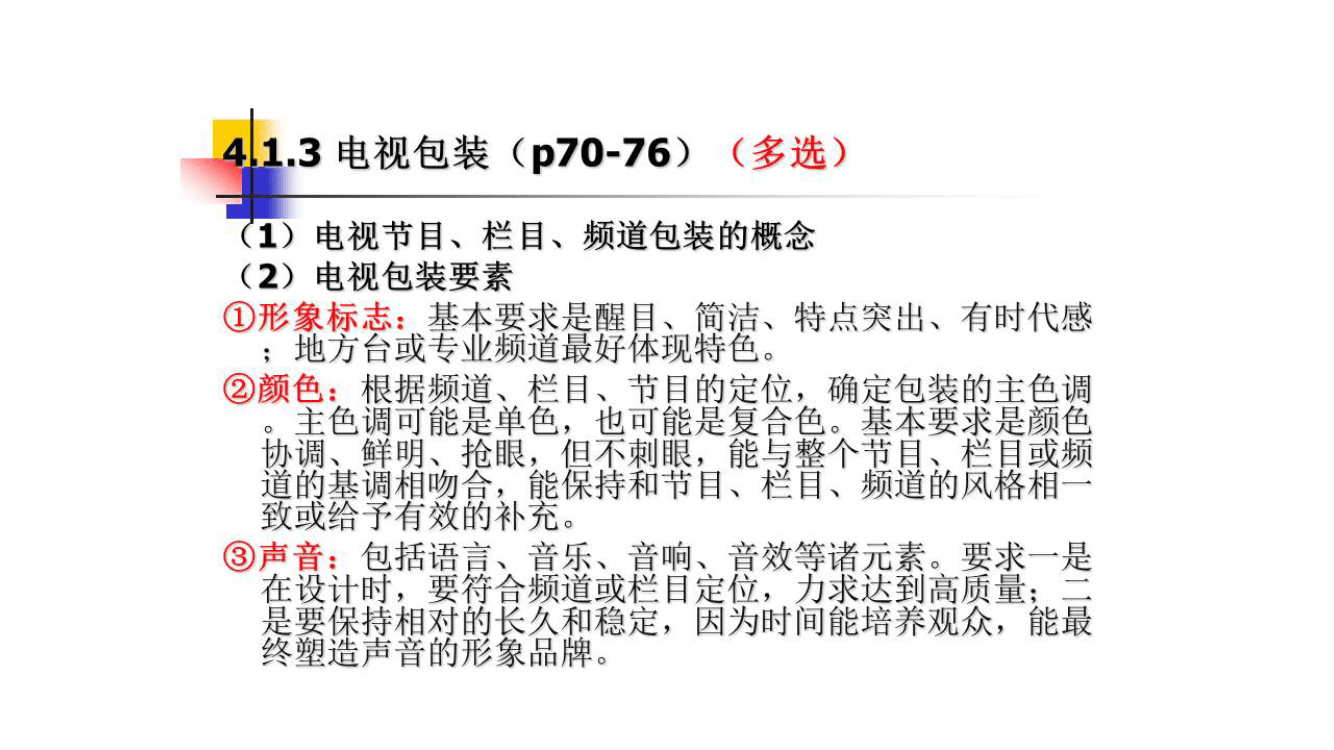 4.1.3 电视包装（p70-76）（多选）
（1）电视节目、栏目、频道包装的概念
（2）电视包装要素
①形象标志：基本要求是醒目、简洁、特点突出、有时代感
；地方台或专业频道最好体现特色。
②颜色：根据频道、栏目、节目的定位，确定包装的主色调
。主色调可能是单色，也可能是复合色。基本要求是颜色
协调、鲜明、抢眼，但不刺眼，能与整个节目、栏目或频
道的基调相吻合，能保持和节目、栏目、频道的风格相一
致或给予有效的补充。
③声音：包括语言、音乐、音响、音效等诸元素。要求一是
在设计时，要符合频道或栏目定位，力求达到高质量；二
是要保持相对的长久和稳定，因为时间能培养观众，能最
终塑造声音的形象品牌。